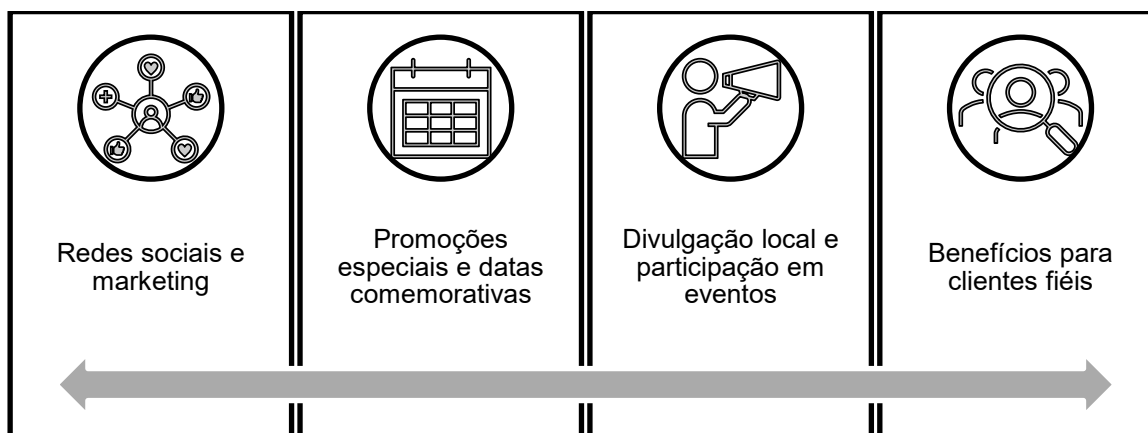 Redes sociais e
marketing
Promoções
especiais e datas
comemorativas
Divulgação local e
participação em
eventos
Benefícios para
clientes fiéis